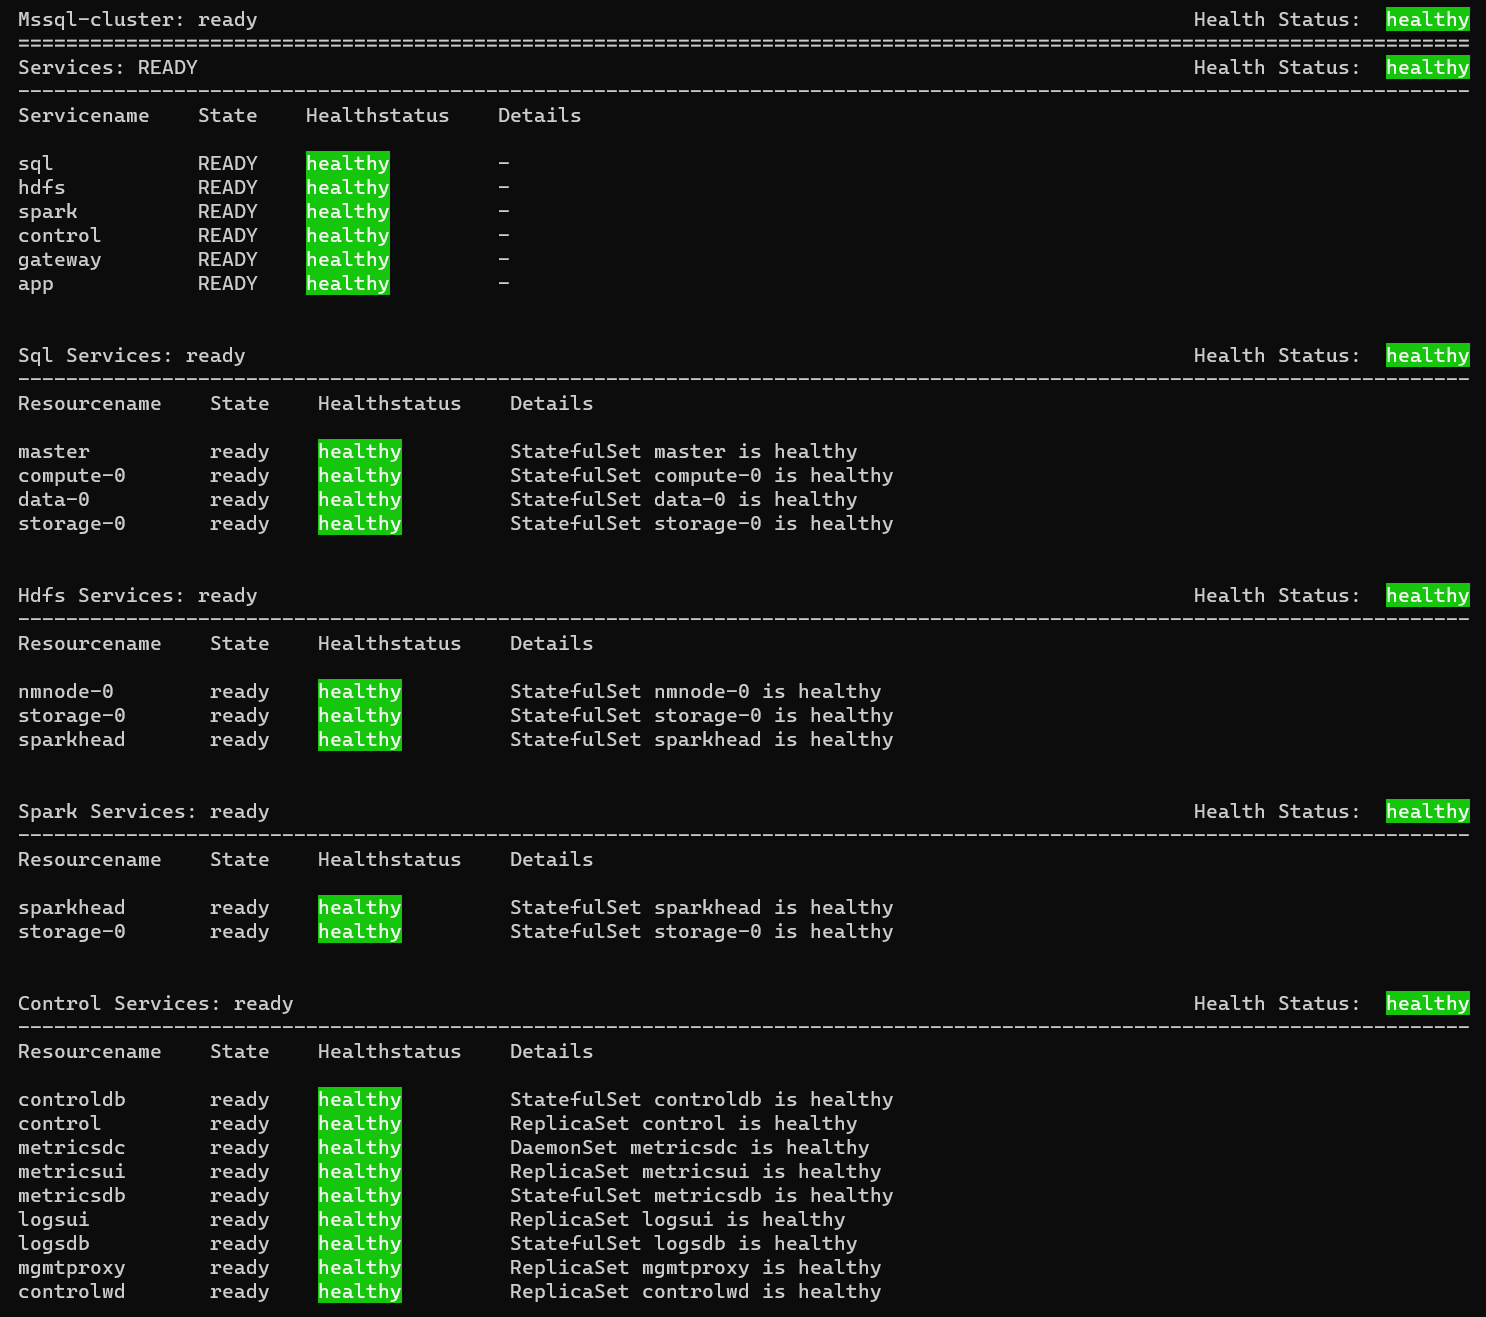 Mssql-cluster: ready Health Status: healthy
=========================================================================================================================
Services: READY Health Status: healthy
-------------------------------------------------------------------------------------------------------------------------
Servicename State Healthstatus Details
sql READY healthy -
hdfs READY healthy -
spark READY healthy -
control READY healthy -
gateway READY healthy -
app READY healthy -
Sql Services: ready Health Status: healthy
-------------------------------------------------------------------------------------------------------------------------
Resourcename State Healthstatus Details
master ready healthy StatefulSet master is healthy
compute-0 ready healthy StatefulSet compute-0 is healthy
data-0 ready healthy StatefulSet data-0 is healthy
storage-0 ready healthy StatefulSet storage-0 is healthy
Hdfs Services: ready Health Status: healthy
-------------------------------------------------------------------------------------------------------------------------
Resourcename State Healthstatus Details
nmnode-0 ready healthy StatefulSet nmnode-0 is healthy
storage-0 ready healthy StatefulSet storage-0 is healthy
sparkhead ready healthy StatefulSet sparkhead is healthy
Spark Services: ready Health Status: healthy
-------------------------------------------------------------------------------------------------------------------------
Resourcename State Healthstatus Details
sparkhead ready healthy StatefulSet sparkhead is healthy
storage-0 ready healthy StatefulSet storage-0 is healthy
Control Services: ready Health Status: healthy
-------------------------------------------------------------------------------------------------------------------------
Resourcename State Healthstatus Details
controldb ready healthy StatefulSet controldb is healthy
control ready healthy ReplicaSet control is healthy
metricsdc ready healthy DaemonSet metricsdc is healthy
metricsui ready healthy ReplicaSet metricsui is healthy
metricsdb ready healthy StatefulSet metricsdb is healthy
logsui ready healthy ReplicaSet logsui is healthy
logsdb ready healthy StatefulSet logsdb is healthy
mgmtproxy ready healthy ReplicaSet mgmtproxy is healthy
controlwd ready healthy ReplicaSet controlwd is healthy